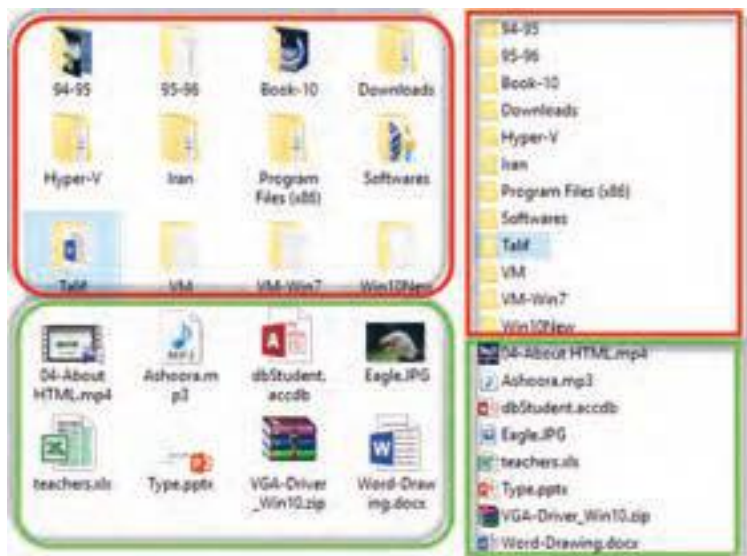 94-95
95-96
Book-10
Downloads
Hyper-V
Iran
Program
Files (x86)
Softwares
Talif
VM
VM-Win7
Win10New
04-About
HTML.mp4
Ashoora.m
p3
dbStudent.
accdb
Eagle.JPG
teachers.xls
Type.pptx
VGA-Driver
_Win10.zip
Word-Draw
ing.docx
94-95
95-96
Book-10
Downloads
Hyper-V
Iran
Program Files (x86)
Softwares
Talif
VM
VM-Win7
Win10New
04-About HTML.mp4
Ashoora.mp3
dbStudent.accdb
Eagle.JPG
teachers.xls
Type.pptx
VGA-Driver_Win10.zip
Word-Drawing.docx